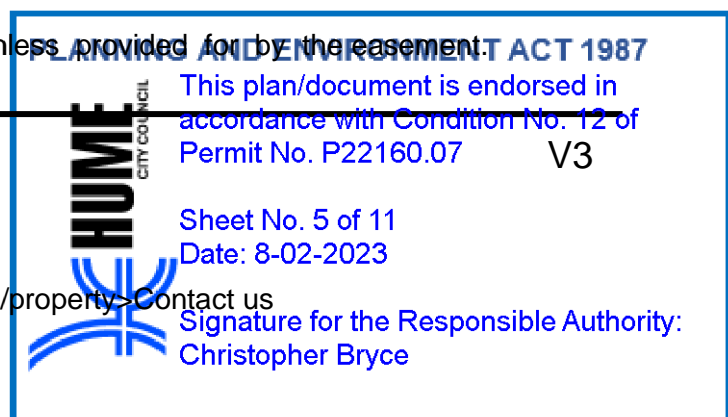 nless provided for by the easement.
PLANNING AND ENVIRONMENT ACT 1987
HUME
CITY COUNCIL
This plan/document is endorsed in
accordance with Condition No. 12 of
Permit No. P22160.07
V3
Sheet No. 5 of 11
Date: 8-02-2023
/property>Contact us
Signature for the Responsible Authority:
Christopher Bryce